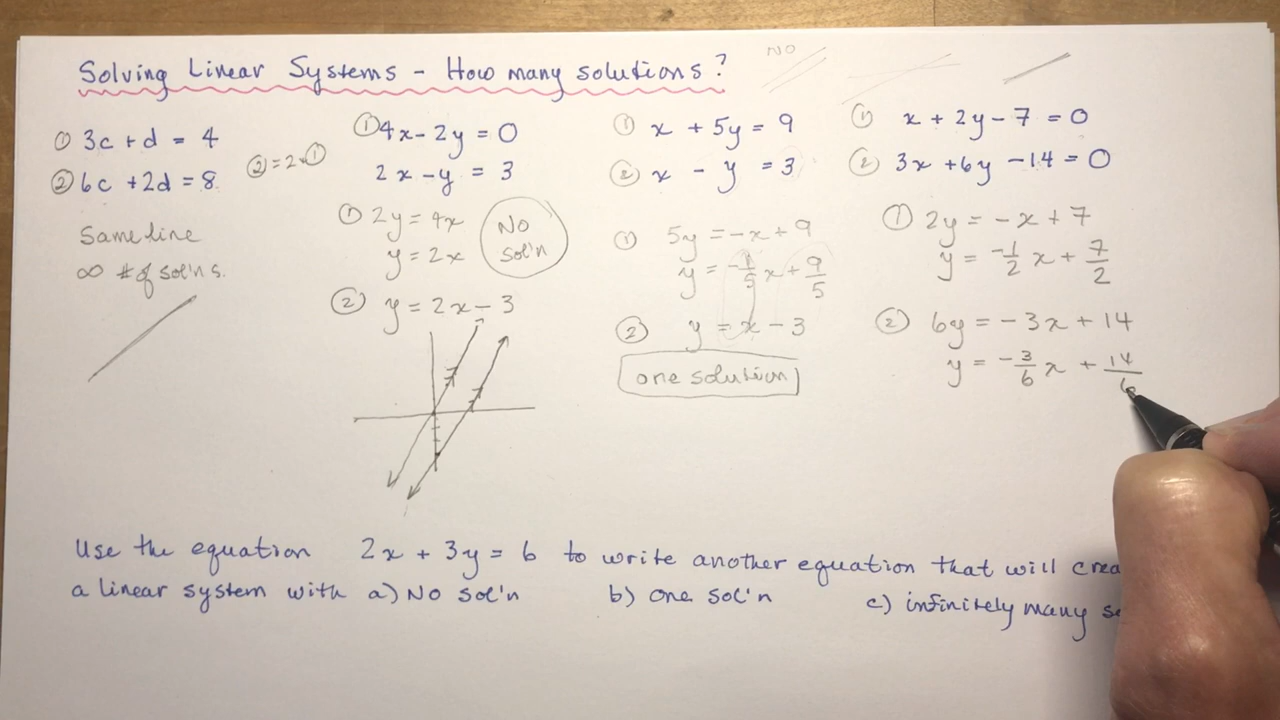 Solving Linear Systems - How many solutions?
NO
① 3c + d = 4
② 6c + 2d = 8
② = 2 × ①
Same line
∞ # of sol'ns.
① 4x - 2y = 0
2x - y = 3
① 2y = 4x
y = 2x
No sol'n
② y = 2x - 3
① x + 5y = 9
② x - y = 3
① 5y = -x + 9
y = -1/5 x + 9/5
② y = x - 3
one solution
① x + 2y - 7 = 0
② 3x + 6y - 14 = 0
① 2y = -x + 7
y = -1/2 x + 7/2
② 6y = -3x + 14
y = -3/6 x + 14/6
Use the equation 2x + 3y = 6 to write another equation that will
a linear system with a) No sol'n b) one sol'n c) infinitely many